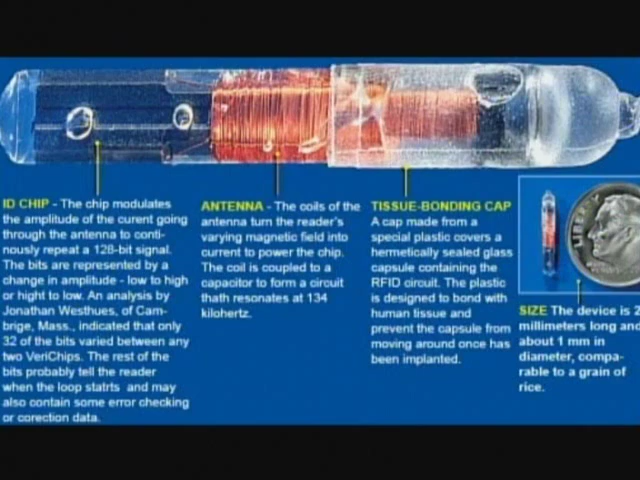 ID CHIP - The chip modulates
the amplitude of the curent going
through the antenna to conti-
nously repeat a 128-bit signal.
The bits are represented by a
change in amplitude - low to high
or hight to low. An analysis by
Jonathan Westhues, of Cam-
brige, Mass., indicated that only
32 of the bits varied between any
two VeriChips. The rest of the
bits probably tell the reader
when the loop statrts and may
also contain some error checking
or corection data.
ANTENNA - The coils of the
antenna turn the reader's
varying magnetic field into
current to power the chip.
The coil is coupled to a
capacitor to form a circuit
thath resonates at 134
kilohertz.
TISSUE-BONDING CAP
A cap made from a
special plastic covers a
hermetically sealed glass
capsule containing the
RFID circuit. The plastic
is designed to bond with
human tissue and
prevent the capsule from
moving around once has
been implanted.
LIBERTY
SIZE The device is 2
millimeters long and
about 1 mm in
diameter, compa-
rable to a grain of
rice.